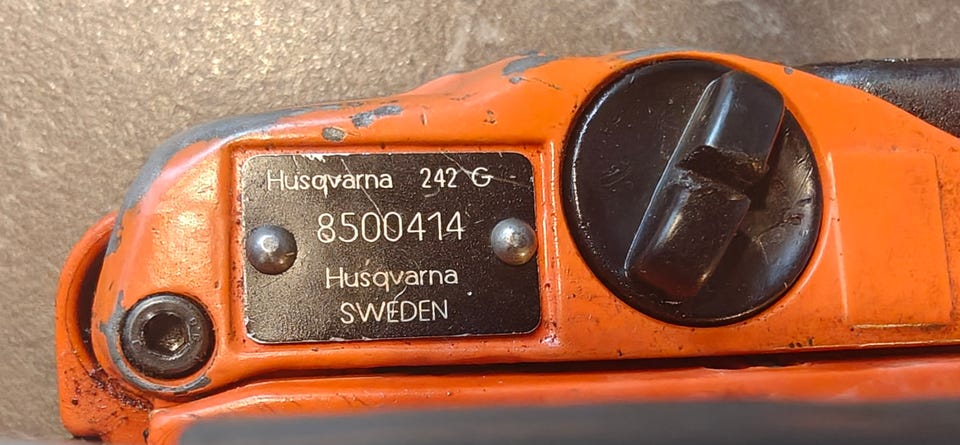 Husqvarna 242 G
8500414
Husqvarna
SWEDEN